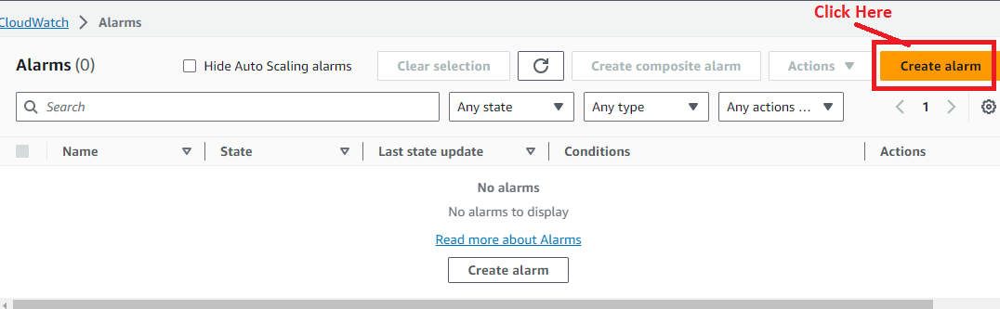 Click Here
CloudWatch > Alarms
Alarms (0) Hide Auto Scaling alarms Clear selection Create composite alarm Actions Create alarm
Search Any state Any type Any actions ... 1
Name State Last state update Conditions Actions
No alarms
No alarms to display
Read more about Alarms
Create alarm